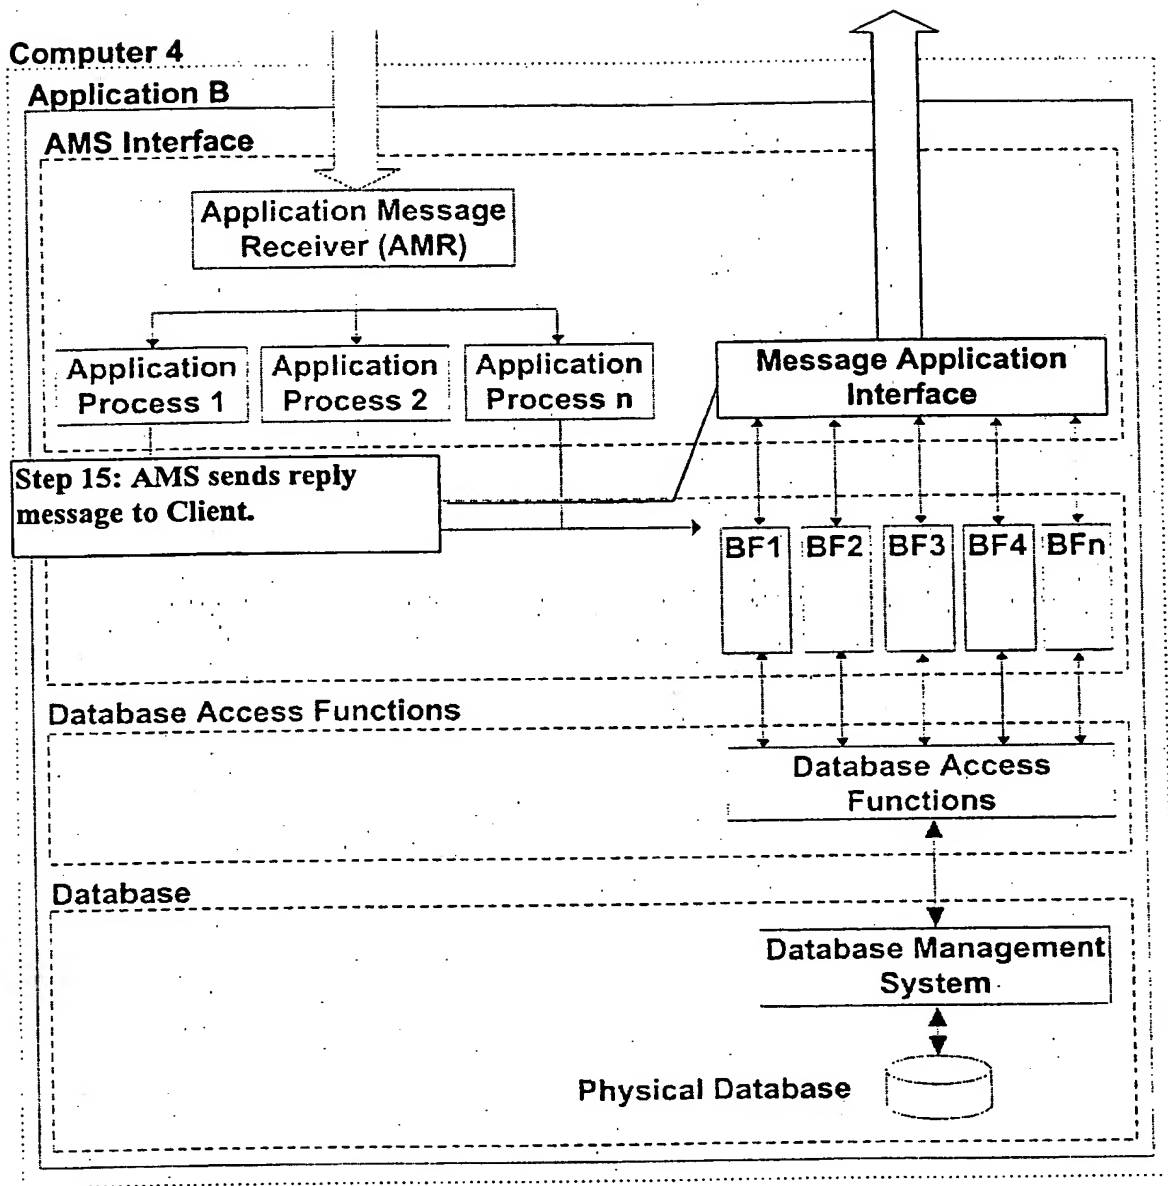 Computer 4
Application B
AMS Interface
Application Message
Receiver (AMR)
Application
Process 1
Application
Process 2
Application
Process n
Message Application
Interface
Step 15: AMS sends reply
message to Client.
BF1
BF2
BF3
BF4
BFn
Database Access Functions
Database Access
Functions
Database
Database Management
System
Physical Database